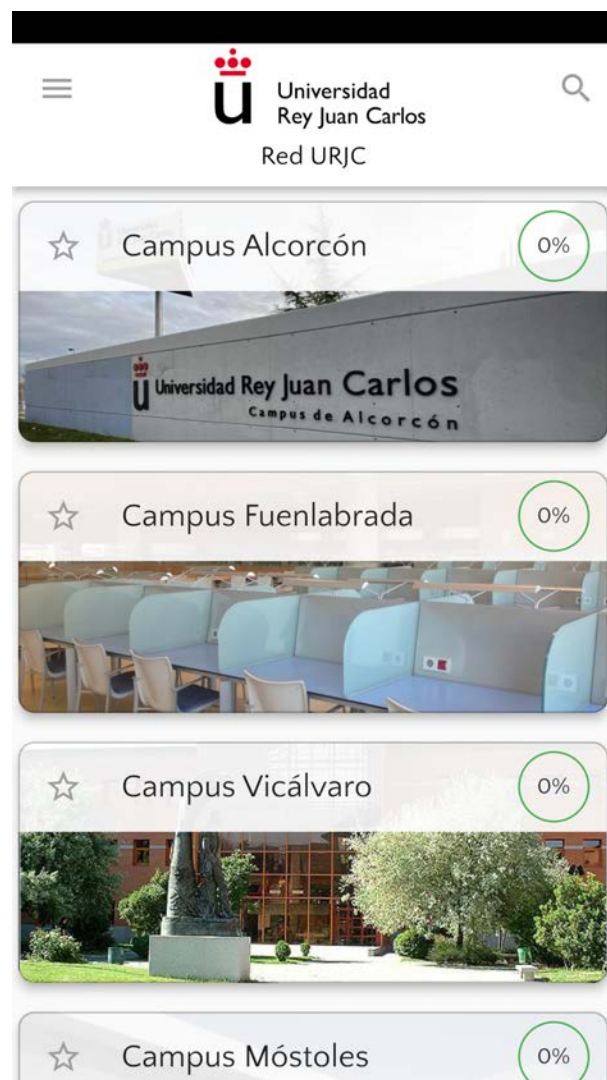 Universidad
Rey Juan Carlos
Red URJC
Campus Alcorcón
0%
Universidad Rey Juan Carlos
Campus de Alcorcón
Campus Fuenlabrada
0%
Campus Vicálvaro
0%
Campus Móstoles
0%